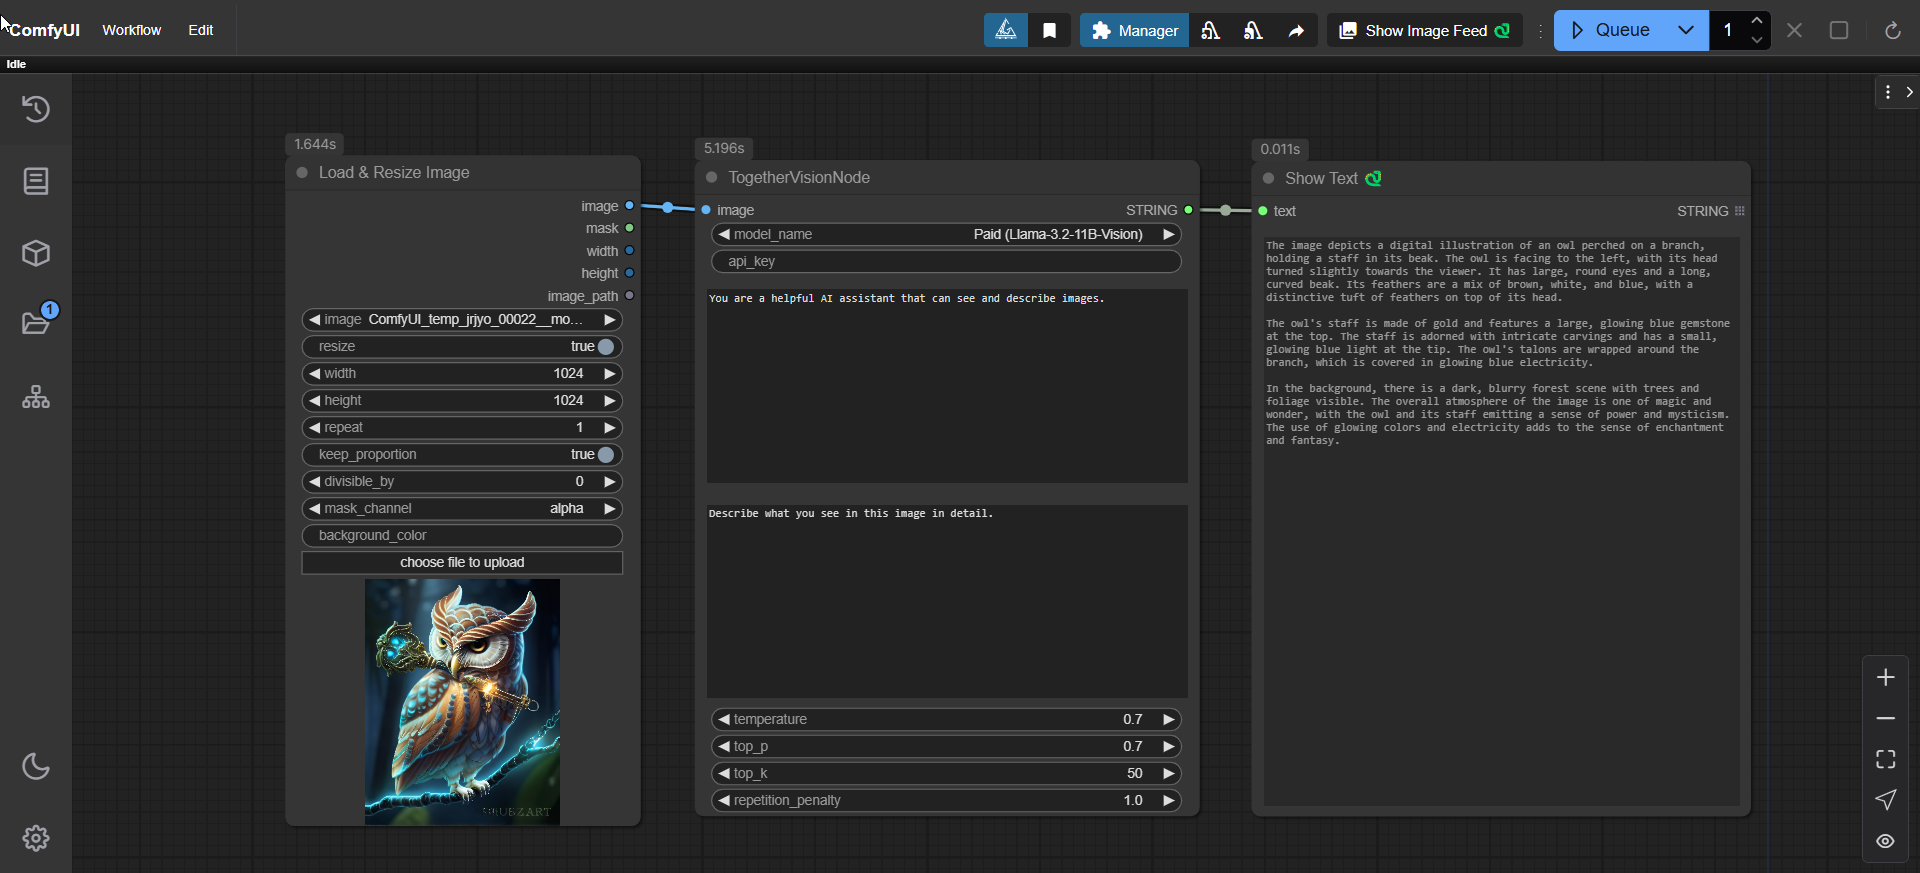 ComfyUI
Workflow
Edit
Manager
Show Image Feed
Queue
1
Idle
1
1.644s
Load & Resize Image
image
mask
width
height
image_path
image ComfyUI_temp_jrjyo_00022__mo...
resize true
width 1024
height 1024
repeat 1
keep_proportion true
divisible_by 0
mask_channel alpha
background_color
choose file to upload
5.196s
TogetherVisionNode
image STRING
model_name Paid (Llama-3.2-11B-Vision)
api_key
You are a helpful AI assistant that can see and describe images.
Describe what you see in this image in detail.
temperature 0.7
top_p 0.7
top_k 50
repetition_penalty 1.0
0.011s
Show Text
text STRING
The image depicts a digital illustration of an owl perched on a branch,
holding a staff in its beak. The owl is facing to the left, with its head
turned slightly towards the viewer. It has large, round eyes and a long,
curved beak. Its feathers are a mix of brown, white, and blue, with a
distinctive tuft of feathers on top of its head.
The owl's staff is made of gold and features a large, glowing blue gemstone
at the top. The staff is adorned with intricate carvings and has a small,
glowing blue light at the tip. The owl's talons are wrapped around the
branch, which is covered in glowing blue electricity.
In the background, there is a dark, blurry forest scene with trees and
foliage visible. The overall atmosphere of the image is one of magic and
wonder, with the owl and its staff emitting a sense of power and mysticism.
The use of glowing colors and electricity adds to the sense of enchantment
and fantasy.